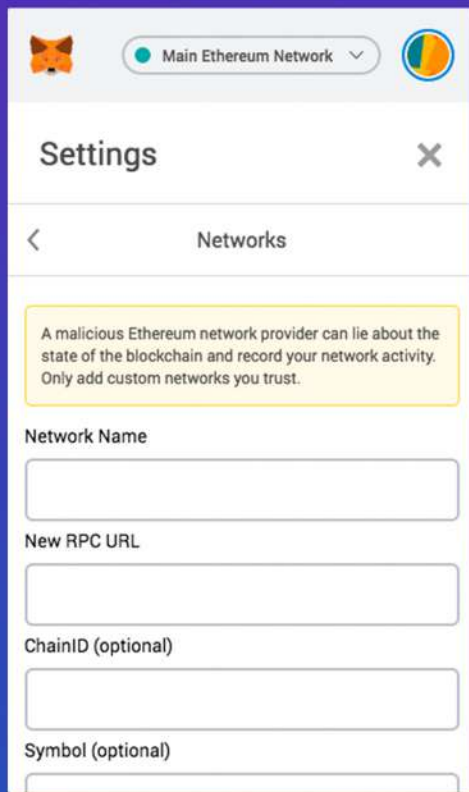 Main Ethereum Network
Settings
Networks
A malicious Ethereum network provider can lie about the
state of the blockchain and record your network activity.
Only add custom networks you trust.
Network Name
New RPC URL
ChainID (optional)
Symbol (optional)